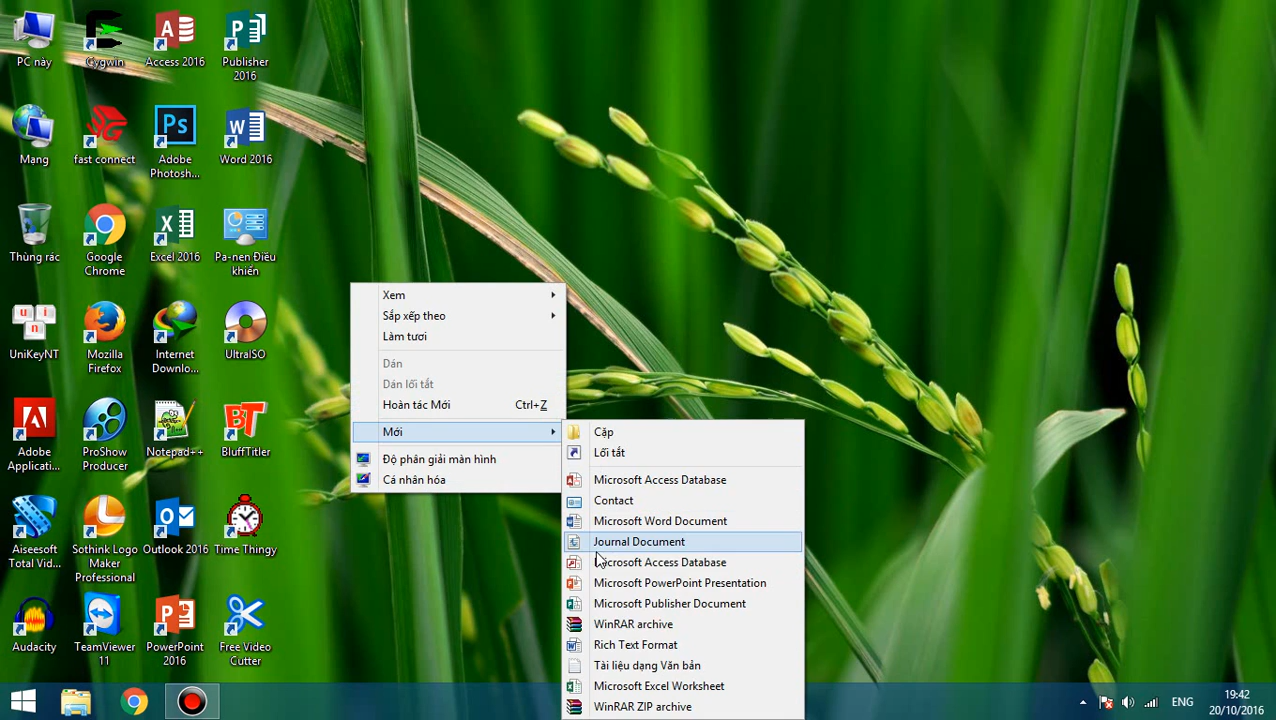 PC này
Cygwin
Access 2016
Publisher
2016
Mạng
fast connect
Adobe
Photosh...
Word 2016
Thùng rác
Google
Chrome
Excel 2016
Pa-nen Điều
khiển
UniKeyNT
Mozilla
Firefox
Internet
Downlo...
UltraISO
Adobe
Applicati...
ProShow
Producer
Notepad++
BluffTitler
Aiseesoft
Total Vid...
Sothink Logo
Maker
Professional
Outlook 2016
Time Thingy
Audacity
TeamViewer
11
PowerPoint
2016
Free Video
Cutter
Xem
Sắp xếp theo
Làm tươi
Dán
Dán lối tắt
Hoàn tác Mới Ctrl+Z
Mới
Độ phân giải màn hình
Cá nhân hóa
Cặp
Lối tắt
Microsoft Access Database
Contact
Microsoft Word Document
Journal Document
Microsoft Access Database
Microsoft PowerPoint Presentation
Microsoft Publisher Document
WinRAR archive
Rich Text Format
Tài liệu dạng Văn bản
Microsoft Excel Worksheet
WinRAR ZIP archive
ENG
19:42
20/10/2016